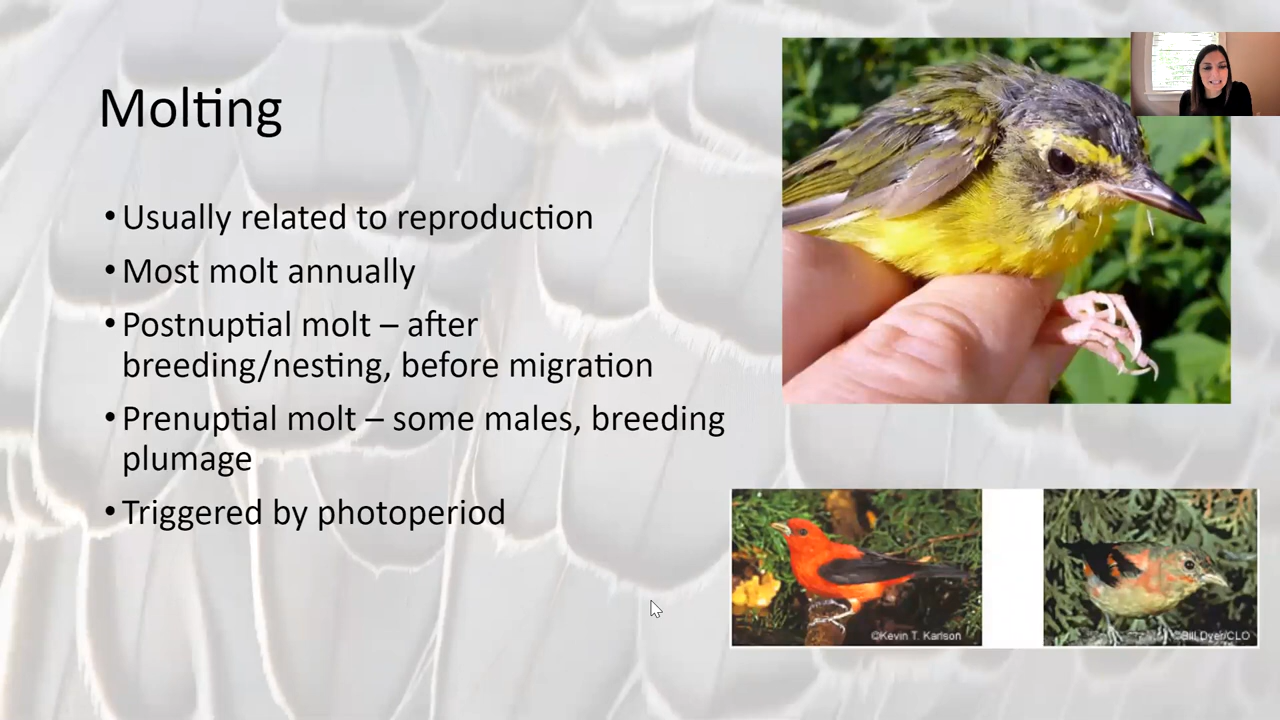 Molting
• Usually related to reproduction
• Most molt annually
• Postnuptial molt – after
breeding/nesting, before migration
• Prenuptial molt – some males, breeding
plumage
• Triggered by photoperiod
©Kevin T. Karlson
©Bill Dyer/CLO